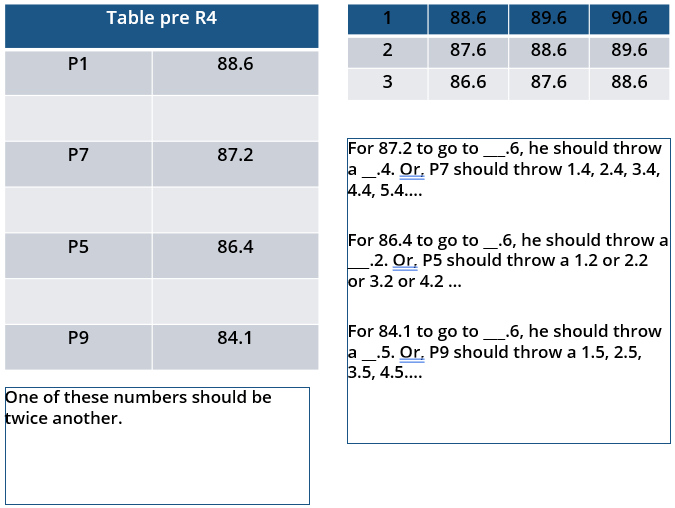 Table pre R4
P1 88.6
P7 87.2
P5 86.4
P9 84.1
One of these numbers should be
twice another.
1 88.6 89.6 90.6
2 87.6 88.6 89.6
3 86.6 87.6 88.6
For 87.2 to go to ___.6, he should throw
a __.4. Or, P7 should throw 1.4, 2.4, 3.4,
4.4, 5.4....
For 86.4 to go to __.6, he should throw a
___.2. Or, P5 should throw a 1.2 or 2.2
or 3.2 or 4.2 ...
For 84.1 to go to ___.6, he should throw
a __.5. Or, P9 should throw a 1.5, 2.5,
3.5, 4.5....